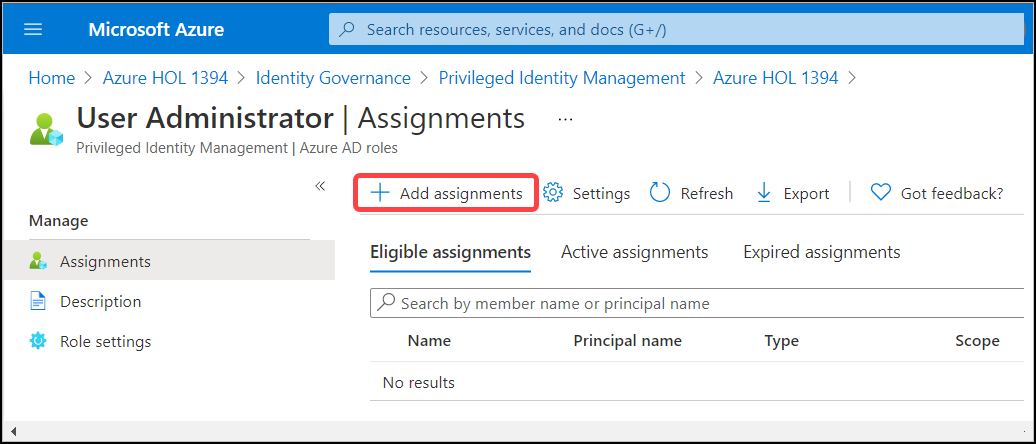 Microsoft Azure
Search resources, services, and docs (G+/)
Home > Azure HOL 1394 > Identity Governance > Privileged Identity Management > Azure HOL 1394 >
User Administrator | Assignments ...
Privileged Identity Management | Azure AD roles
«
+ Add assignments Settings Refresh Export Got feedback?
Manage
Assignments
Description
Role settings
Eligible assignments Active assignments Expired assignments
Search by member name or principal name
Name Principal name Type Scope
No results